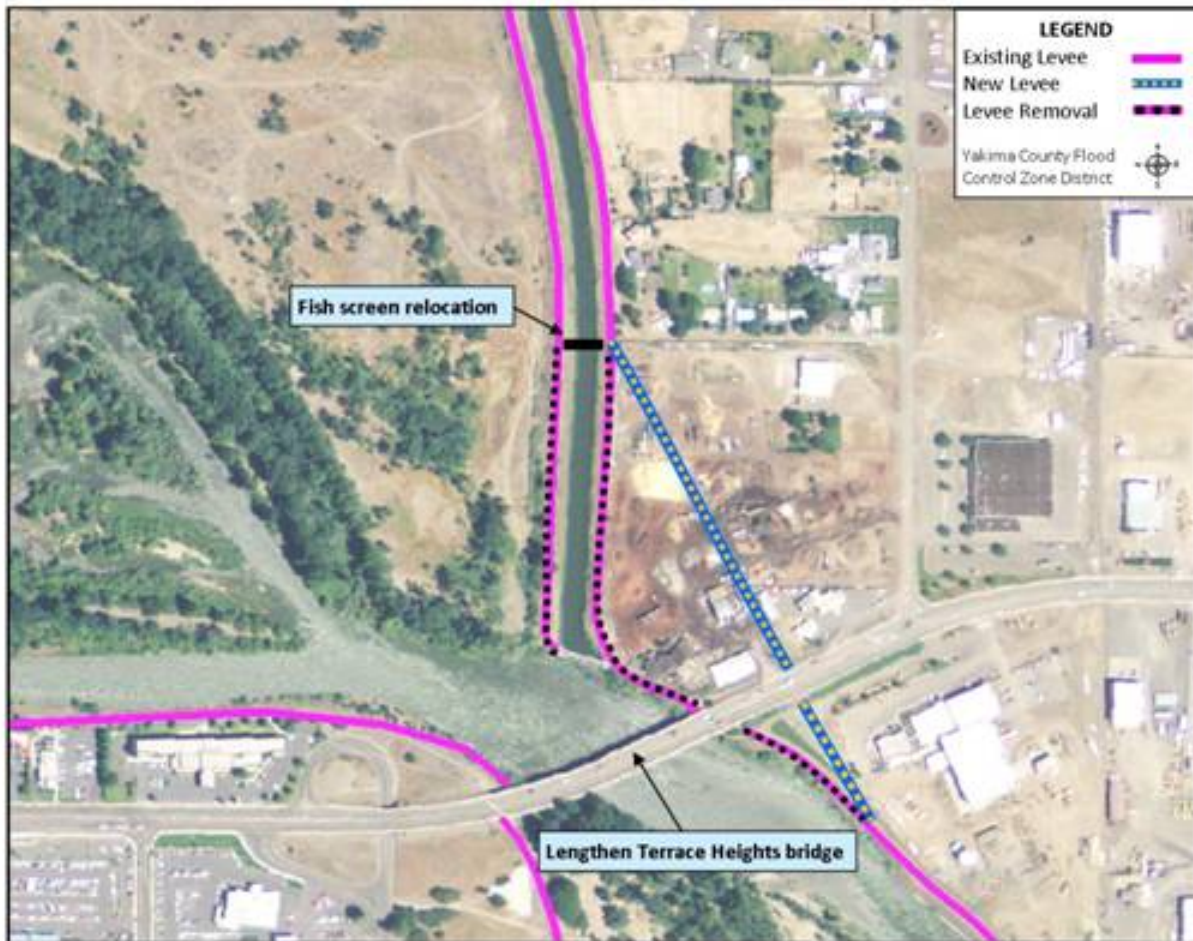 LEGEND
Existing Levee
New Levee
Levee Removal
Yakima County Flood
Control Zone District
Fish screen relocation
Lengthen Terrace Heights bridge